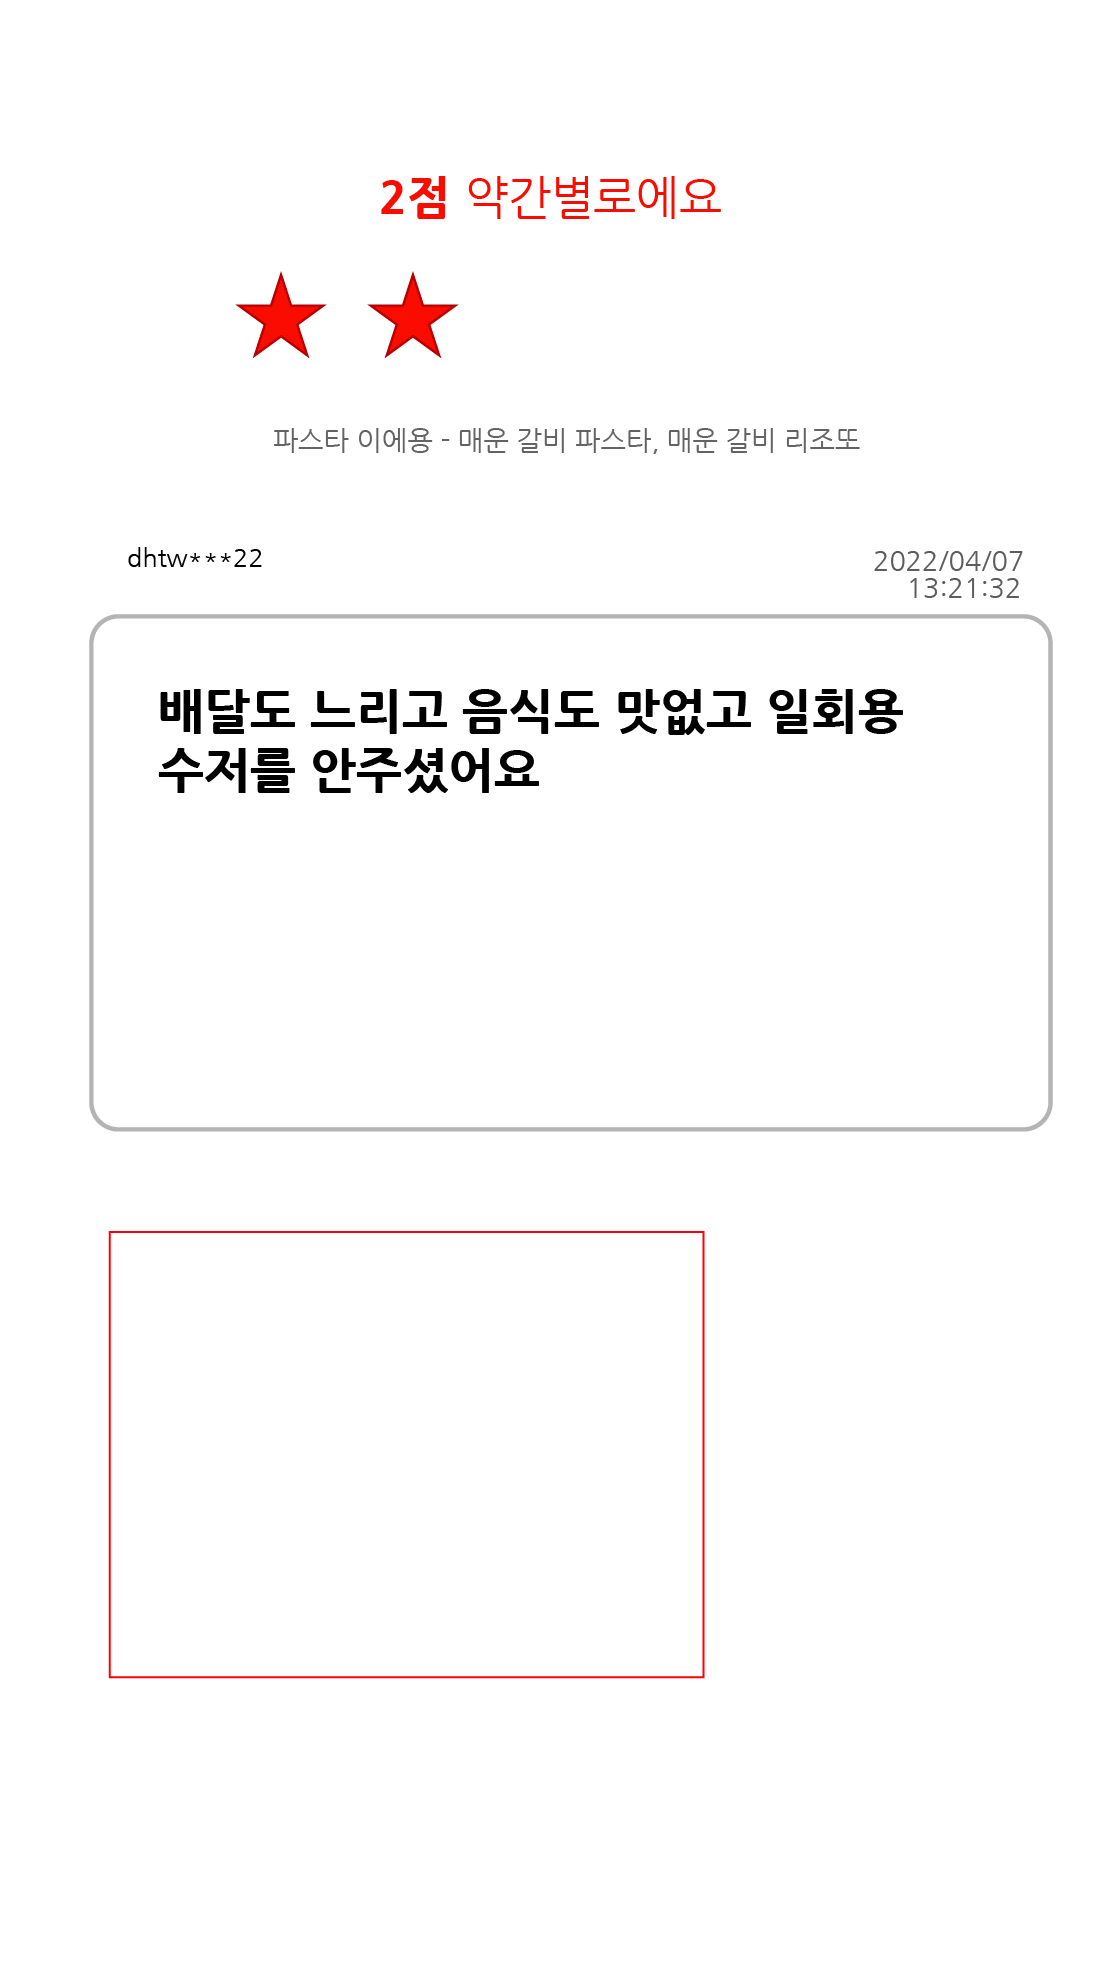 2점 약간별로에요
파스타 이에용 - 매운 갈비 파스타, 매운 갈비 리조또
dhtw***22
2022/04/07
13:21:32
배달도 느리고 음식도 맛없고 일회용
수저를 안주셨어요